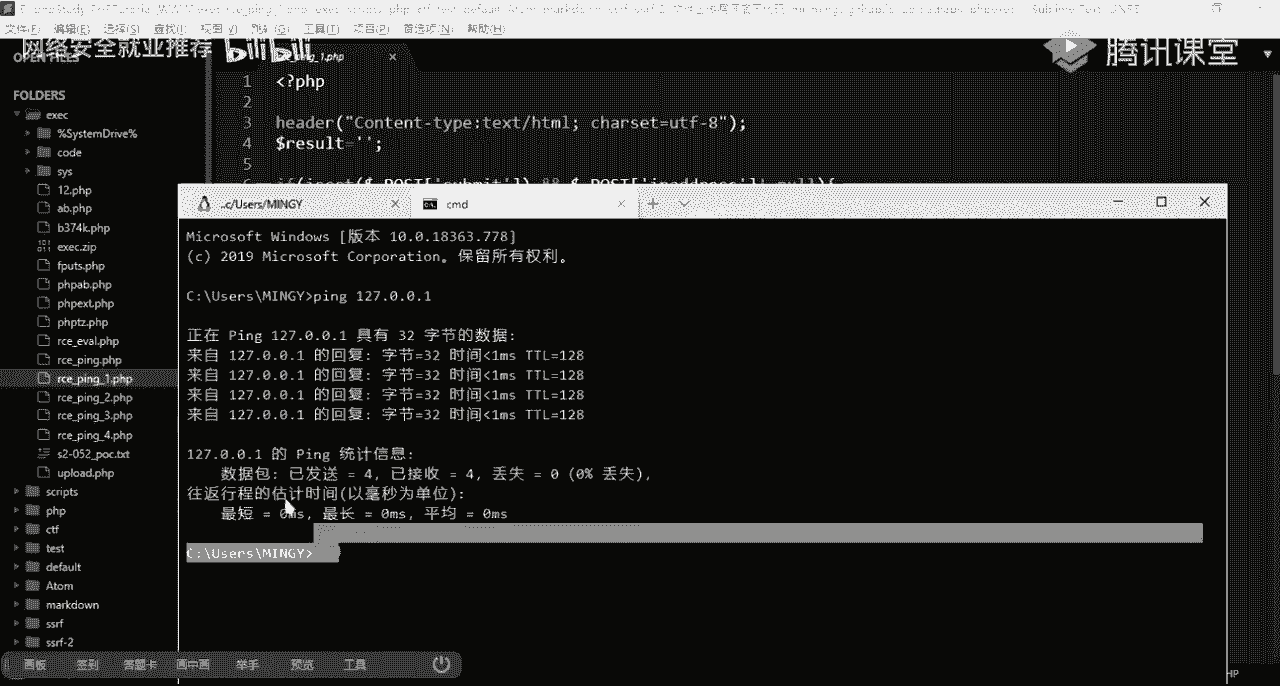 文件(F) 编辑(E) 选择(S) 查找(I) 视图(V) 工具(T) 项目(P) 首选项(N) 帮助(H)
网络安全就业推荐 bilibili
腾讯课堂
OPEN FILES
FOLDERS
exec
%SystemDrive%
code
sys
12.php
ab.php
b374k.php
exec.zip
fputs.php
phpab.php
phpext.php
phptz.php
rce_eval.php
rce_ping.php
rce_ping_1.php
rce_ping_2.php
rce_ping_3.php
rce_ping_4.php
s2-052_poc.txt
upload.php
scripts
php
ctf
test
default
Atom
markdown
ssrf
ssrf-2
1 <?php
2
3 header("Content-type:text/html; charset=utf-8");
4 $result='';
5
..c/Users/MINGY
cmd
Microsoft Windows [版本 10.0.18363.778]
(c) 2019 Microsoft Corporation。保留所有权利。
C:\Users\MINGY>ping 127.0.0.1
正在 Ping 127.0.0.1 具有 32 字节的数据:
来自 127.0.0.1 的回复: 字节=32 时间<1ms TTL=128
来自 127.0.0.1 的回复: 字节=32 时间<1ms TTL=128
来自 127.0.0.1 的回复: 字节=32 时间<1ms TTL=128
来自 127.0.0.1 的回复: 字节=32 时间<1ms TTL=128
127.0.0.1 的 Ping 统计信息:
数据包: 已发送 = 4, 已接收 = 4, 丢失 = 0 (0% 丢失),
往返行程的估计时间(以毫秒为单位):
最短 = 0ms, 最长 = 0ms, 平均 = 0ms
C:\Users\MINGY>
画板 签到 答题卡 画中画 举手 预览 工具